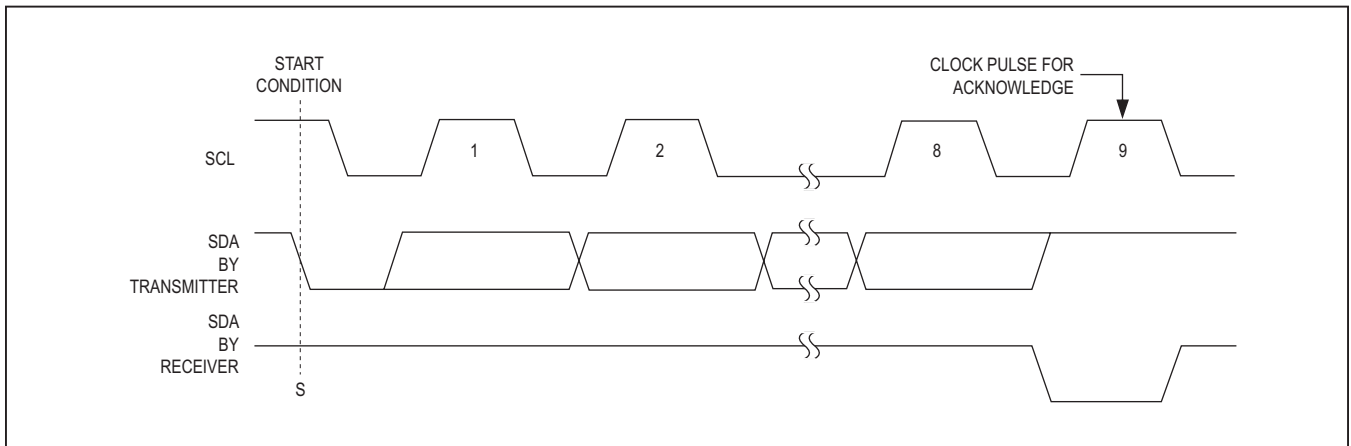 START
CONDITION
CLOCK PULSE FOR
ACKNOWLEDGE
SCL
1
2
8
9
SDA
BY
TRANSMITTER
SDA
BY
RECEIVER
S